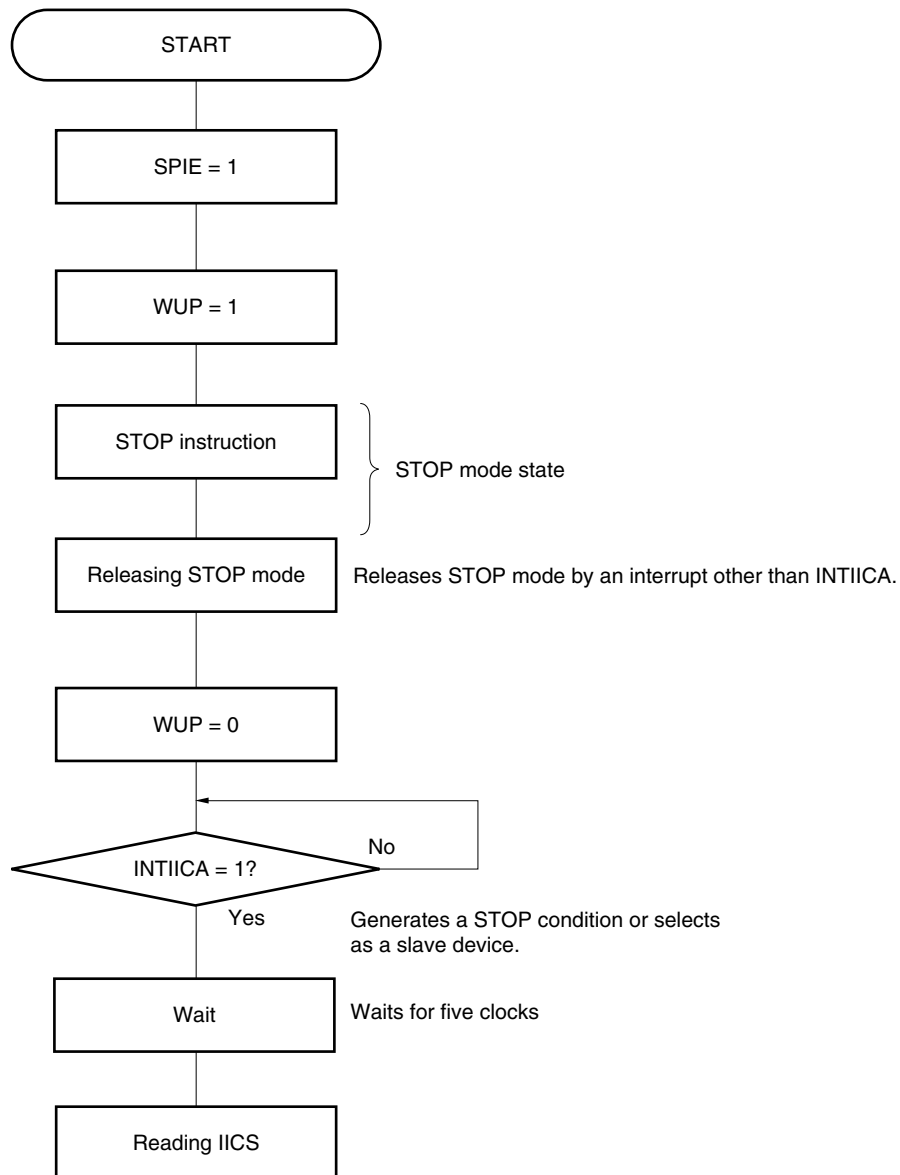 START
SPIE = 1
WUP = 1
STOP instruction
STOP mode state
Releasing STOP mode
Releases STOP mode by an interrupt other than INTIICA.
WUP = 0
INTIICA = 1?
No
Yes
Generates a STOP condition or selects
as a slave device.
Wait
Waits for five clocks
Reading IICS